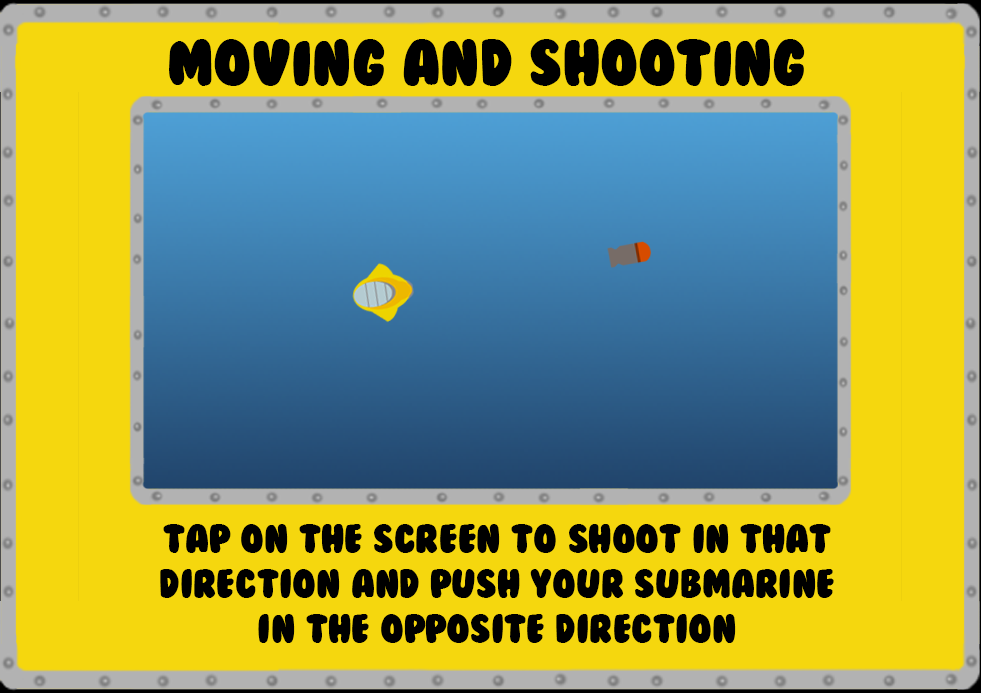 MOVING AND SHOOTING
TAP ON THE SCREEN TO SHOOT IN THAT
DIRECTION AND PUSH YOUR SUBMARINE
IN THE OPPOSITE DIRECTION